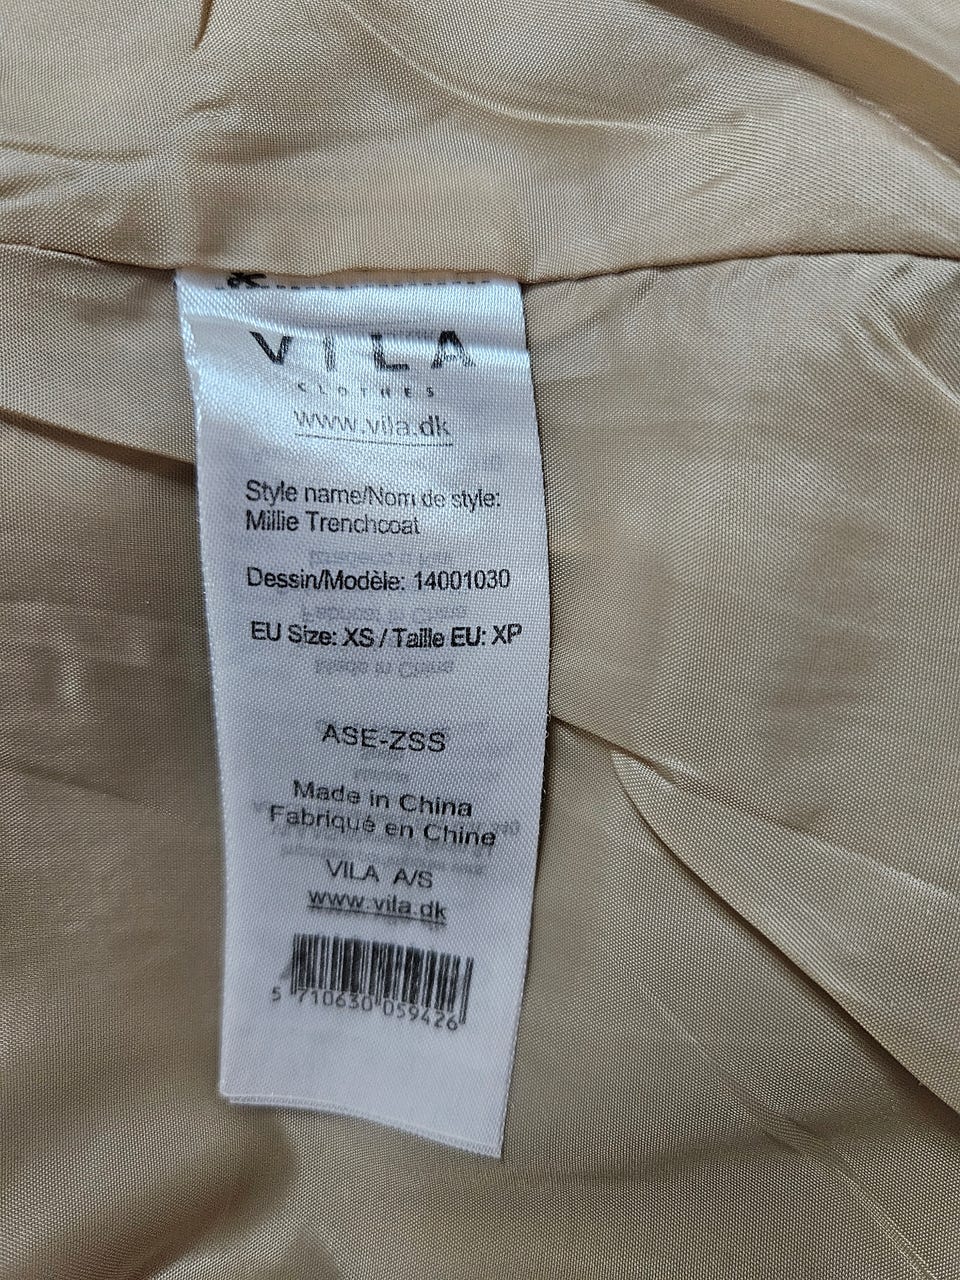 VILA
CLOTHES
www.vila.dk
Style name/Nom de style:
Millie Trenchcoat
Dessin/Modèle: 14001030
EU Size: XS / Taille EU: XP
ASE-ZSS
Made in China
Fabriqué en Chine
VILA A/S
www.vila.dk
5 710630 059426